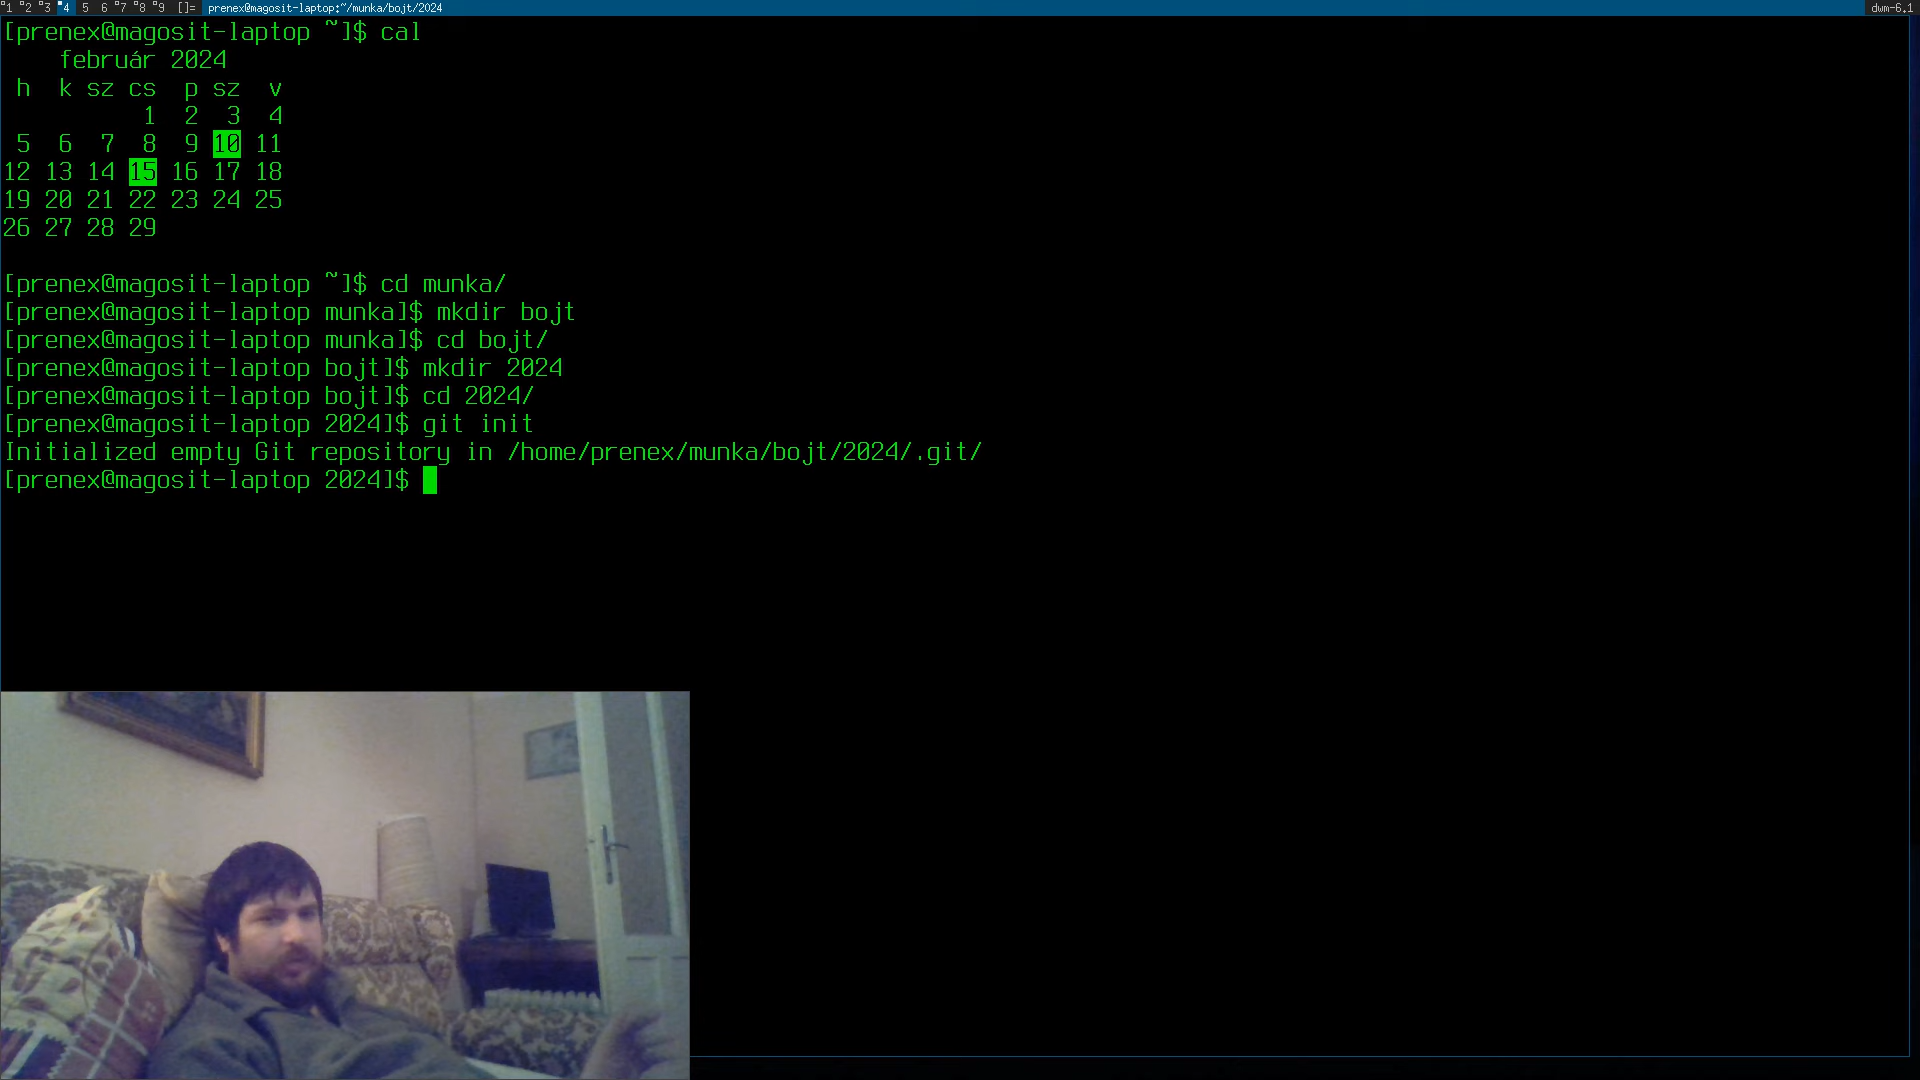 1 2 3 4 5 6 7 8 9 []= prenex@magosit-laptop:~/munka/bojt/2024 dwm-6.1
[prenex@magosit-laptop ~]$ cal
február 2024
h k sz cs p sz v
1 2 3 4
5 6 7 8 9 10 11
12 13 14 15 16 17 18
19 20 21 22 23 24 25
26 27 28 29
[prenex@magosit-laptop ~]$ cd munka/
[prenex@magosit-laptop munka]$ mkdir bojt
[prenex@magosit-laptop munka]$ cd bojt/
[prenex@magosit-laptop bojt]$ mkdir 2024
[prenex@magosit-laptop bojt]$ cd 2024/
[prenex@magosit-laptop 2024]$ git init
Initialized empty Git repository in /home/prenex/munka/bojt/2024/.git/
[prenex@magosit-laptop 2024]$